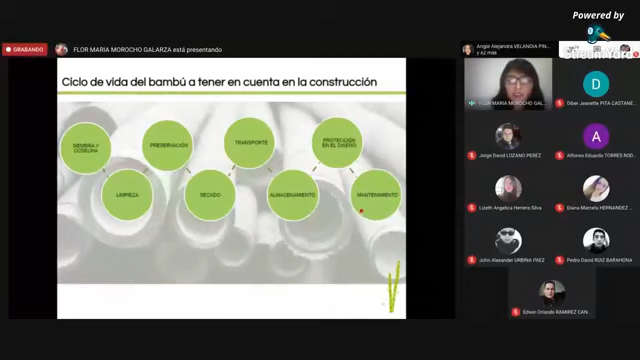 Powered by
StreamYard
GRABANDO
FLOR MARIA MOROCHO GALARZA está presentando
Angie Alejandra VELANDIA PIN...
y 62 más
Ciclo de vida del bambú a tener en cuenta en la construcción
SIEMBRA Y
COSECHA
PRESERVACIÓN
TRANSPORTE
PROTECCIÓN
EN EL DISEÑO
LIMPIEZA
SECADO
ALMACENAMIENTO
MANTENIMIENTO
FLOR MARIA MOROCHO GAL...
D
Diber Jeanette PITA CASTAÑE...
Jorge David LOZANO PEREZ
A
Alfonso Eduardo TORRES ROD...
Lizeth Angelica Herrera Silva
Diana Marcela HERNANDEZ
John Alexander URBINA PAEZ
Pedro David RUIZ BARAHONA
Edwin Orlando RAMIREZ CAN...